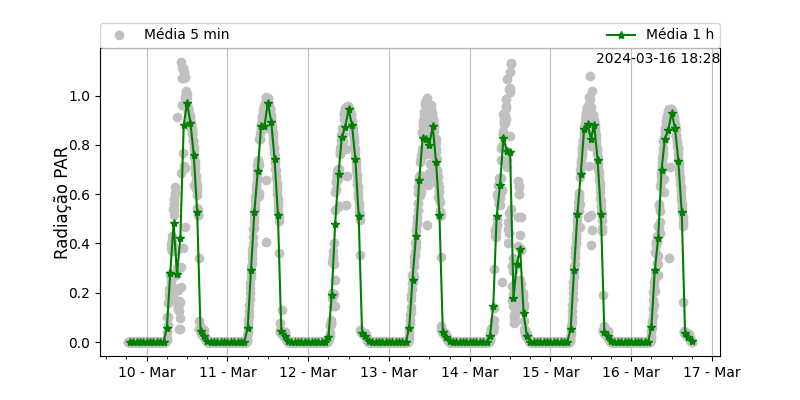 Média 5 min
Média 1 h
2024-03-16 18:28
Radiação PAR
1.0
0.8
0.6
0.4
0.2
0.0
10 - Mar
11 - Mar
12 - Mar
13 - Mar
14 - Mar
15 - Mar
16 - Mar
17 - Mar